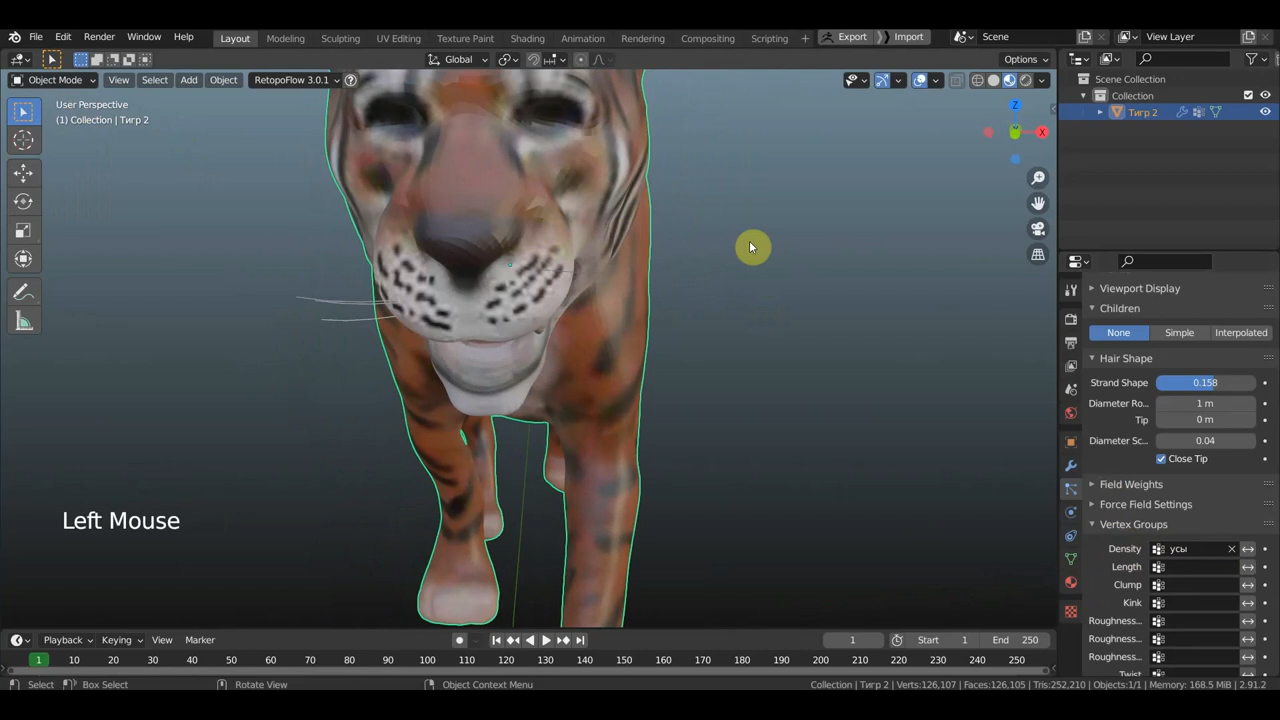 File Edit Render Window Help Layout Modeling Sculpting UV Editing Texture Paint Shading Animation Rendering Compositing Scripting + Export Import Scene View Layer
Global Options
Object Mode View Select Add Object RetopoFlow 3.0.1
Scene Collection
Collection
Тигр 2
User Perspective
(1) Collection | Тигр 2
Z
X
Y
Viewport Display
Children
None Simple Interpolated
Hair Shape
Strand Shape 0.158
Diameter Ro... 1 m
Tip 0 m
Diameter Sc... 0.04
Close Tip
Field Weights
Force Field Settings
Vertex Groups
Density усы
Length
Clump
Kink
Roughness...
Roughness...
Roughness...
Twist
Left Mouse
Playback Keying View Marker 1 Start 1 End 250
1 10 20 30 40 50 60 70 80 90 100 110 120 130 140 150 160 170 180 190 200 210 220 230 240 250
Select Box Select Rotate View Object Context Menu Collection | Тигр 2 | Verts:126,107 | Faces:126,105 | Tris:252,210 | Objects:1/1 | Memory: 168.5 MiB | 2.91.2